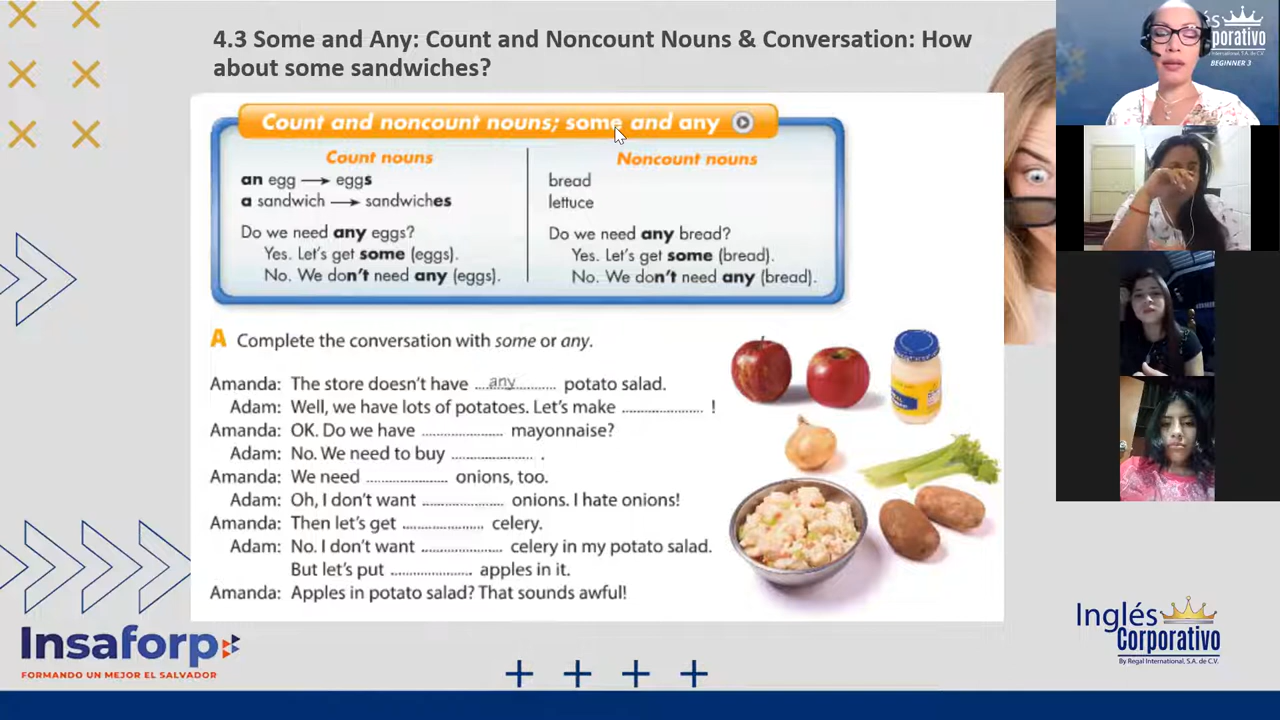 4.3 Some and Any: Count and Noncount Nouns & Conversation: How
about some sandwiches?
Count and noncount nouns; some and any
Count nouns
an egg → eggs
a sandwich → sandwiches
Do we need any eggs?
Yes. Let's get some (eggs).
No. We don't need any (eggs).
Noncount nouns
bread
lettuce
Do we need any bread?
Yes. Let's get some (bread).
No. We don't need any (bread).
A Complete the conversation with some or any.
Amanda: The store doesn't have any potato salad.
Adam: Well, we have lots of potatoes. Let's make .................... !
Amanda: OK. Do we have .................... mayonnaise?
Adam: No. We need to buy .................... .
Amanda: We need .................... onions, too.
Adam: Oh, I don't want .................... onions. I hate onions!
Amanda: Then let's get .................... celery.
Adam: No. I don't want .................... celery in my potato salad.
But let's put .................... apples in it.
Amanda: Apples in potato salad? That sounds awful!
Insaforp
FORMANDO UN MEJOR EL SALVADOR
Inglés
Corporativo
By Regal International, S.A. de C.V.
BEGINNER 3